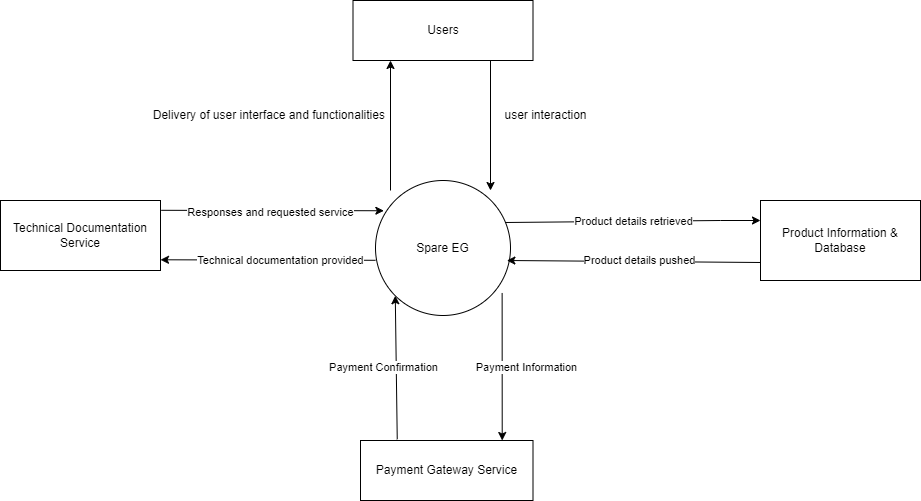 Users
Delivery of user interface and functionalities
user interaction
Responses and requested service
Product details retrieved
Technical Documentation
Service
Spare EG
Product Information &
Database
Technical documentation provided
Product details pushed
Payment Confirmation
Payment Information
Payment Gateway Service